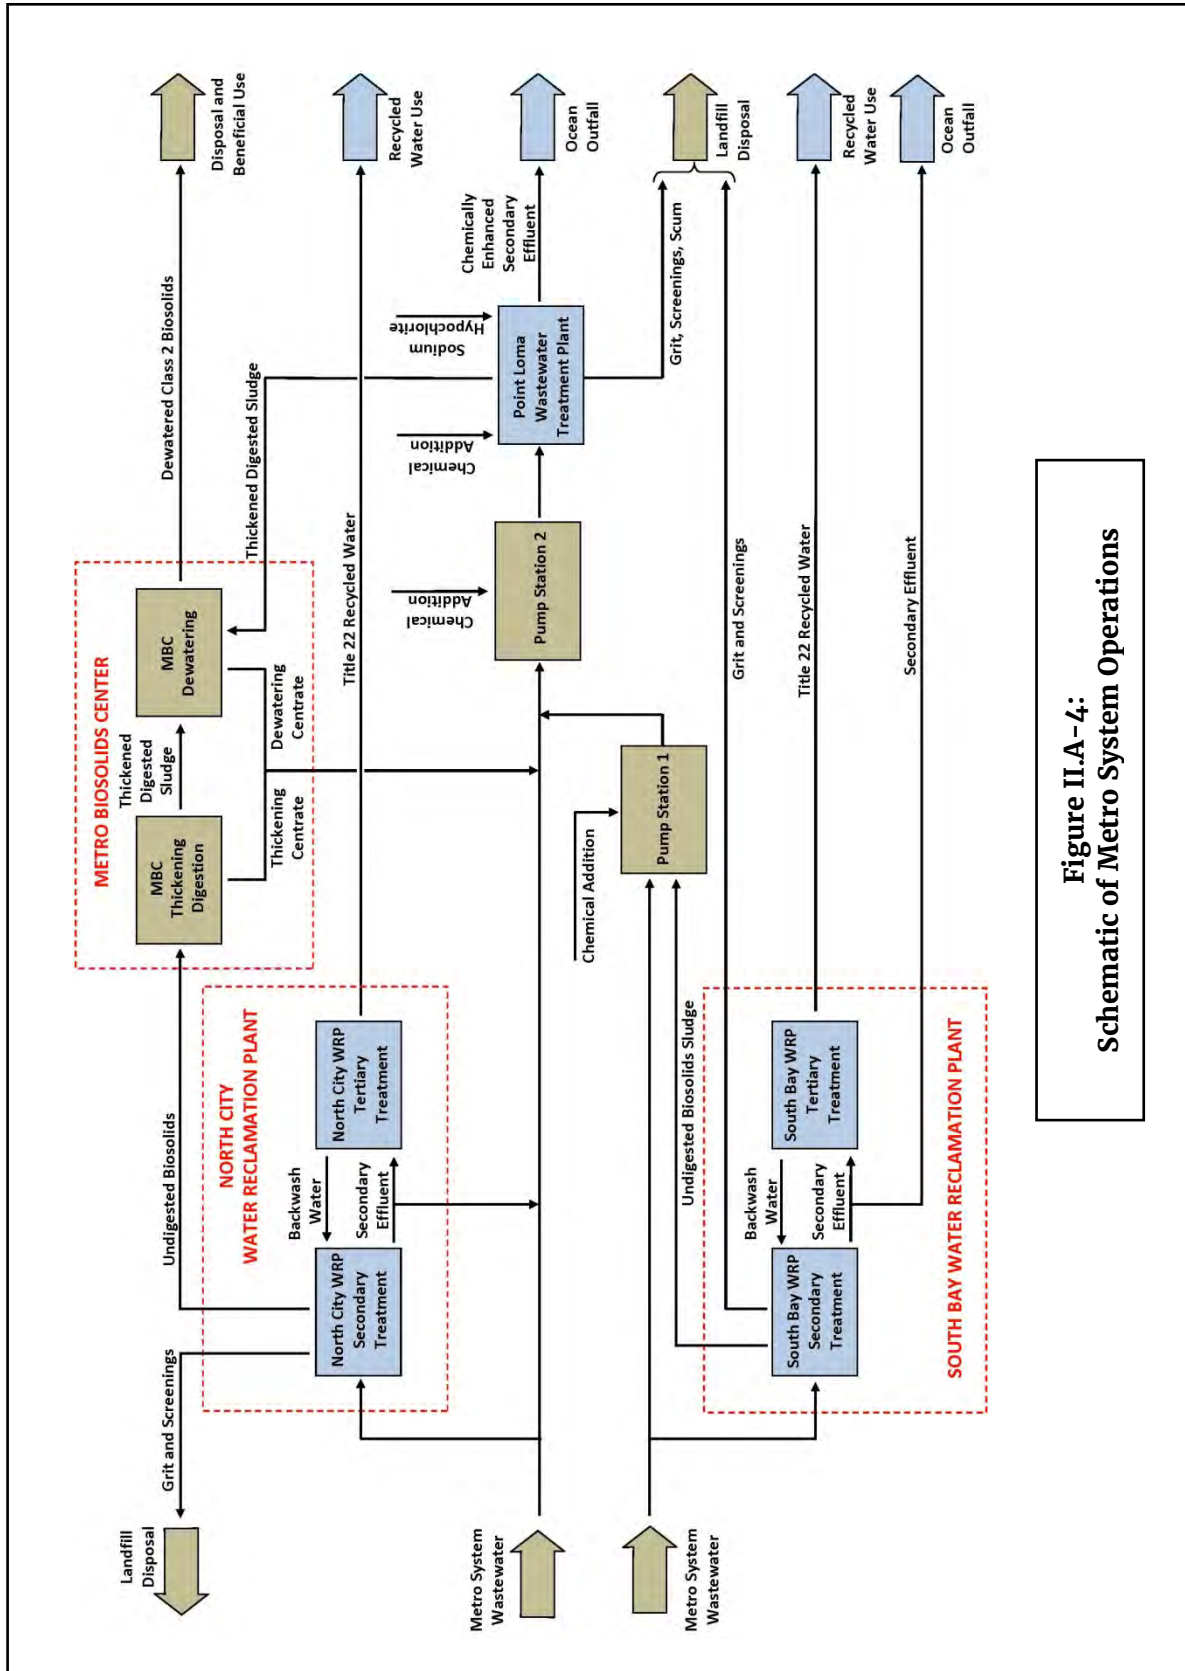 Landfill
Disposal
Grit and Screenings
Undigested Biosolids
METRO BIOSOLIDS CENTER
MBC
Thickening
Digestion
Thickened
Digested
Sludge
MBC
Dewatering
Thickening
Centrate
Dewatering
Centrate
Dewatered Class 2 Biosolids
Disposal and
Beneficial Use
Thickened Digested Sludge
NORTH CITY
WATER RECLAMATION PLANT
North City WRP
Secondary
Treatment
Backwash
Water
Secondary
Effluent
North City WRP
Tertiary
Treatment
Title 22 Recycled Water
Recycled
Water Use
Metro System
Wastewater
Chemical
Addition
Pump Station 2
Chemical
Addition
Sodium
Hypochlorite
Point Loma
Wastewater
Treatment Plant
Chemically
Enhanced
Secondary
Effluent
Ocean
Outfall
Metro System
Wastewater
Chemical Addition
Pump Station 1
Undigested Biosolids Sludge
Grit, Screenings, Scum
Grit and Screenings
Landfill
Disposal
South Bay WRP
Secondary
Treatment
Backwash
Water
Secondary
Effluent
South Bay WRP
Tertiary
Treatment
SOUTH BAY WATER RECLAMATION PLANT
Title 22 Recycled Water
Recycled
Water Use
Secondary Effluent
Ocean
Outfall
Figure II.A-4:
Schematic of Metro System Operations